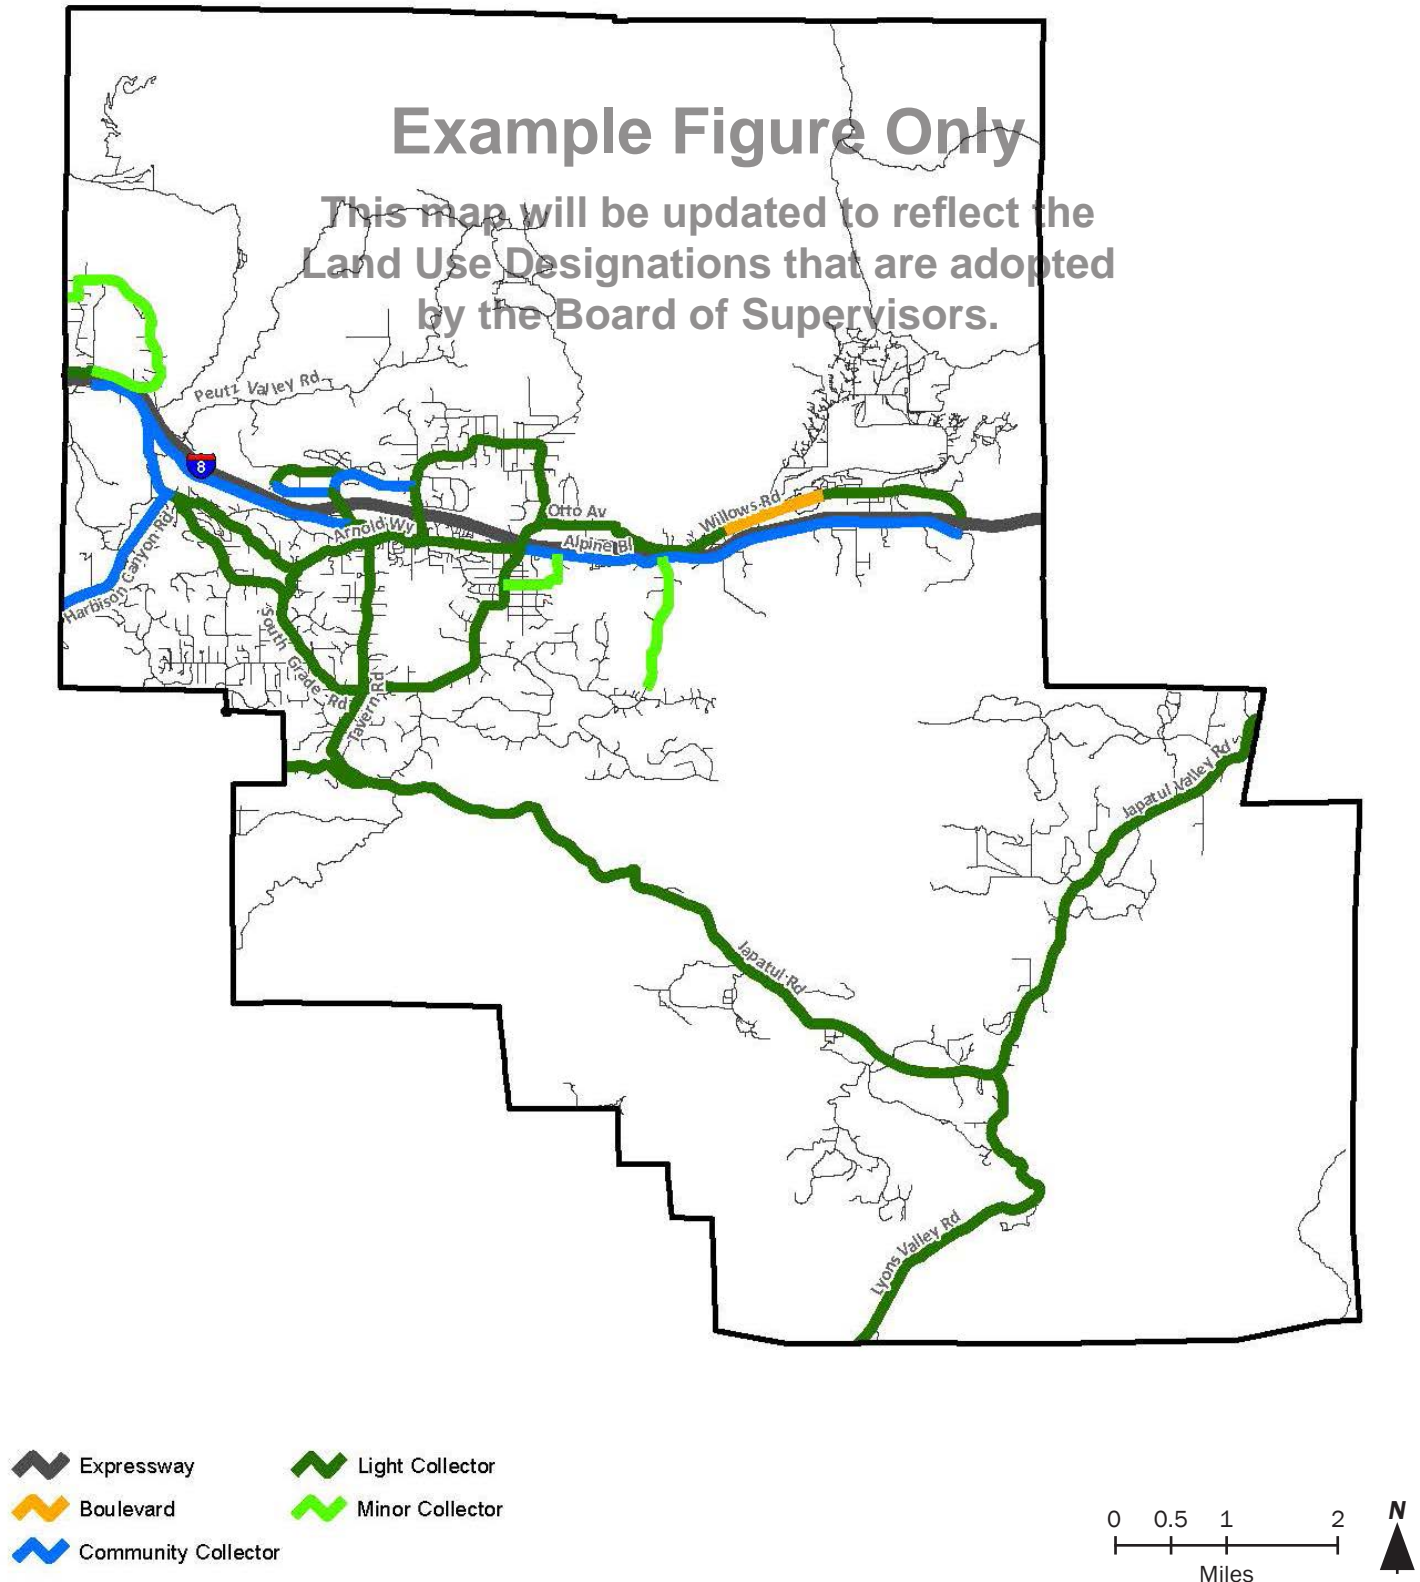 Example Figure Only
This map will be updated to reflect the
Land Use Designations that are adopted
by the Board of Supervisors.
Peutz Valley Rd
8
Willows Rd
Otto Av
Arnold Wy
Alpine Bl
Harbison Canyon Rd
South Grade Rd
Tavern Rd
Japatul Valley Rd
Japatul Rd
Lyons Valley Rd
Expressway
Light Collector
Boulevard
Minor Collector
Community Collector
0 0.5 1 2
Miles
N